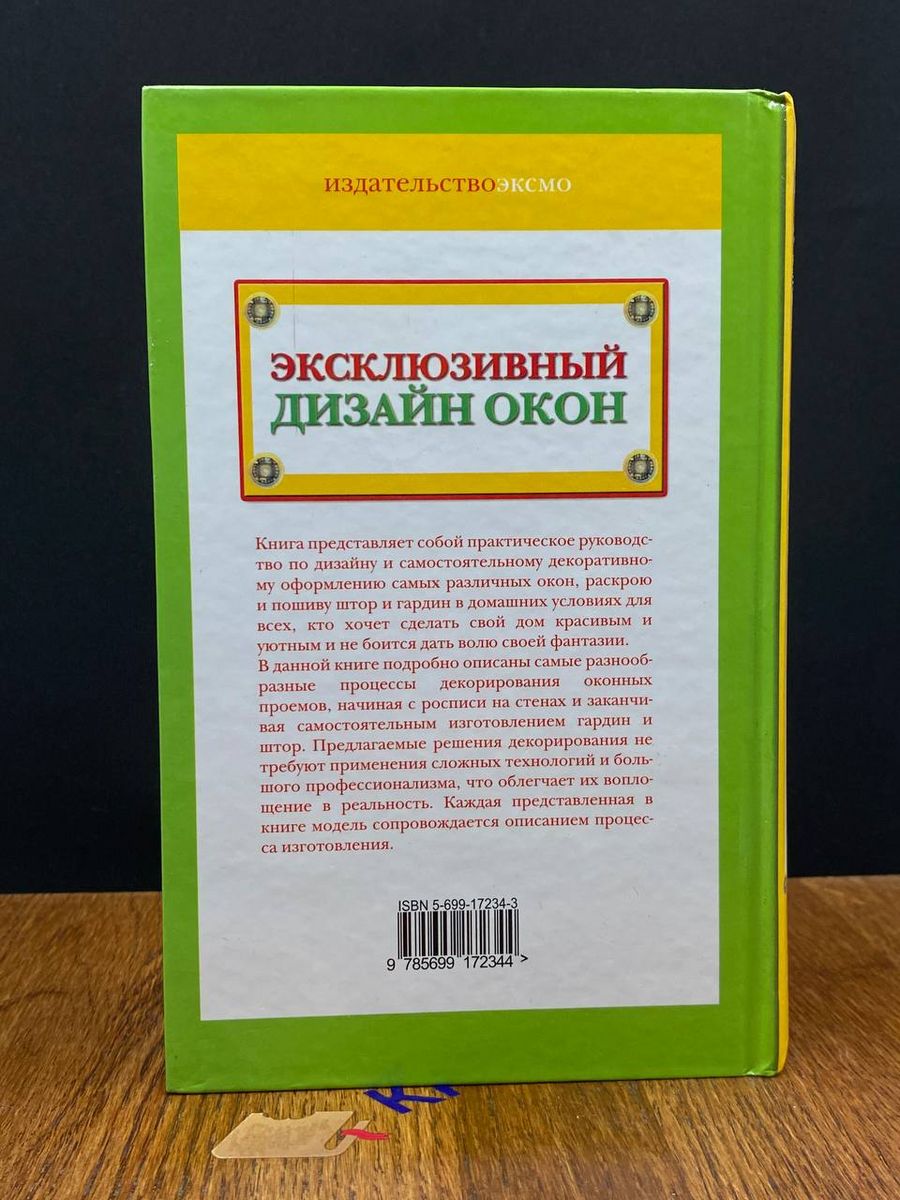 издательствоэксмо
ЭКСКЛЮЗИВНЫЙ
ДИЗАЙН ОКОН
Книга представляет собой практическое руководс-
тво по дизайну и самостоятельному декоративно-
му оформлению самых различных окон, раскрою
и пошиву штор и гардин в домашних условиях для
всех, кто хочет сделать свой дом красивым и
уютным и не боится дать волю своей фантазии.
В данной книге подробно описаны самые разнооб-
разные процессы декорирования оконных
проемов, начиная с росписи на стенах и заканчи-
вая самостоятельным изготовлением гардин и
штор. Предлагаемые решения декорирования не
требуют применения сложных технологий и боль-
шого профессионализма, что облегчает их вопло-
щение в реальность. Каждая представленная в
книге модель сопровождается описанием процес-
са изготовления.
ISBN 5-699-17234-3
9 785699 172344 >